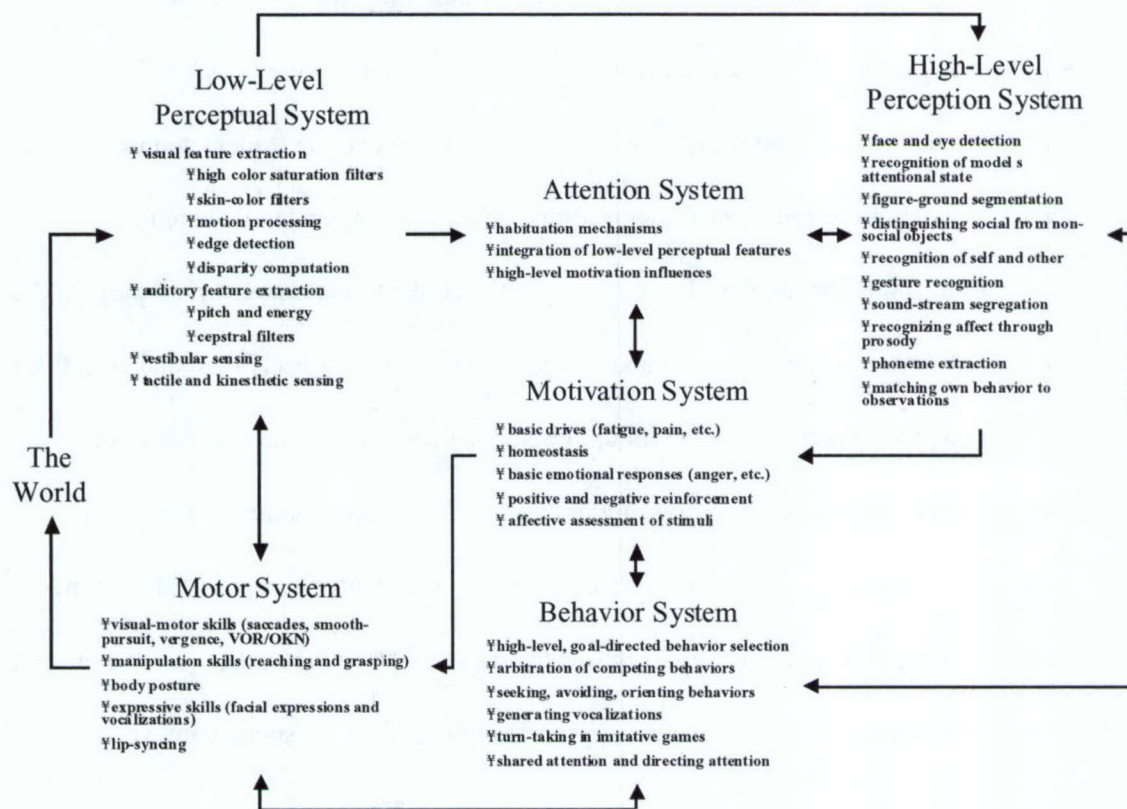 Low-Level
Perceptual System
¥ visual feature extraction
¥ high color saturation filters
¥ skin-color filters
¥ motion processing
¥ edge detection
¥ disparity computation
¥ auditory feature extraction
¥ pitch and energy
¥ cepstral filters
¥ vestibular sensing
¥ tactile and kinesthetic sensing
High-Level
Perception System
¥ face and eye detection
¥ recognition of model s
attentional state
¥ figure-ground segmentation
¥ distinguishing social from non-
social objects
¥ recognition of self and other
¥ gesture recognition
¥ sound-stream segregation
¥ recognizing affect through
prosody
¥ phoneme extraction
¥ matching own behavior to
observations
Attention System
¥ habituation mechanisms
¥ integration of low-level perceptual features
¥ high-level motivation influences
Motivation System
¥ basic drives (fatigue, pain, etc.)
¥ homeostasis
¥ basic emotional responses (anger, etc.)
¥ positive and negative reinforcement
¥ affective assessment of stimuli
The
World
Motor System
¥ visual-motor skills (saccades, smooth-
pursuit, vergence, VOR/OKN)
¥ manipulation skills (reaching and grasping)
¥ body posture
¥ expressive skills (facial expressions and
vocalizations)
¥ lip-syncing
Behavior System
¥ high-level, goal-directed behavior selection
¥ arbitration of competing behaviors
¥ seeking, avoiding, orienting behaviors
¥ generating vocalizations
¥ turn-taking in imitative games
¥ shared attention and directing attention